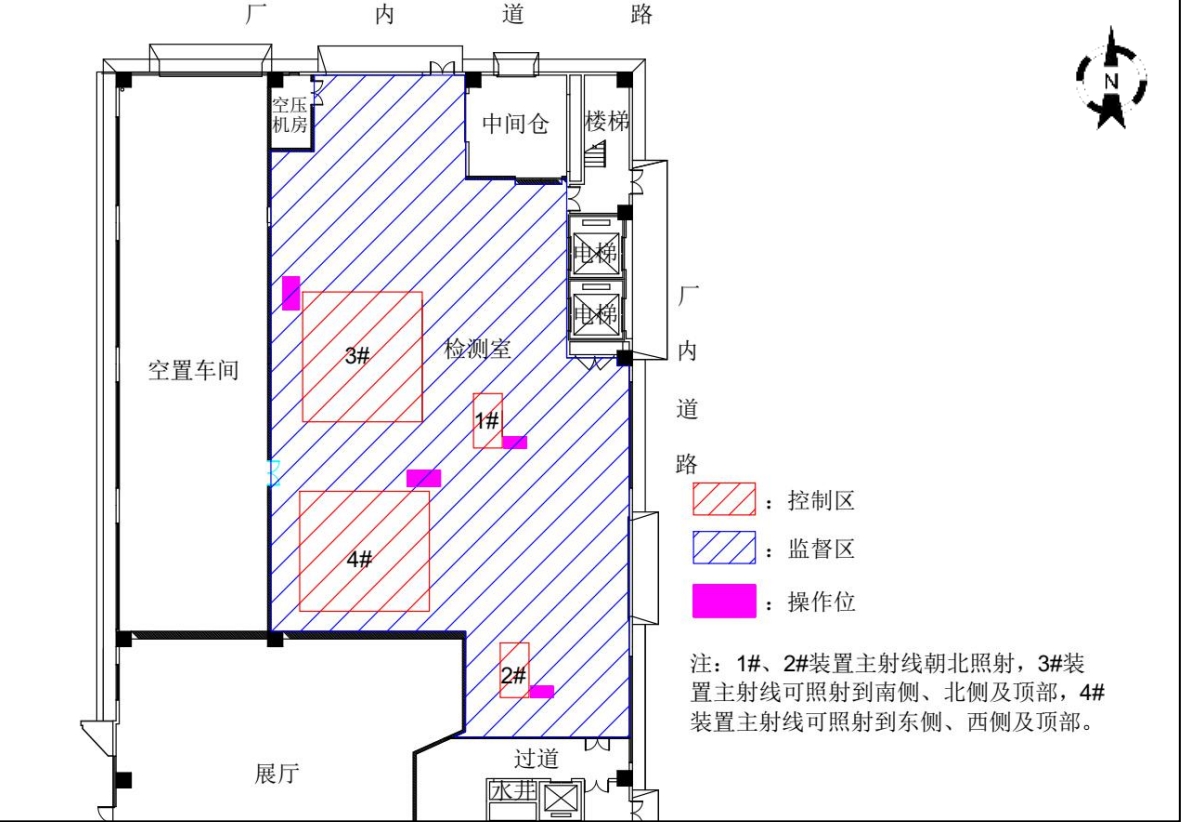 厂 内 道 路
N
空压
机房
中间仓
楼梯
电梯
电梯
厂
内
道
路
检测室
3#
空置车间
1#
4#
2#
：控制区
：监督区
：操作位
注：1#、2#装置主射线朝北照射，3#装
置主射线可照射到南侧、北侧及顶部，4#
装置主射线可照射到东侧、西侧及顶部。
过道
展厅
水井